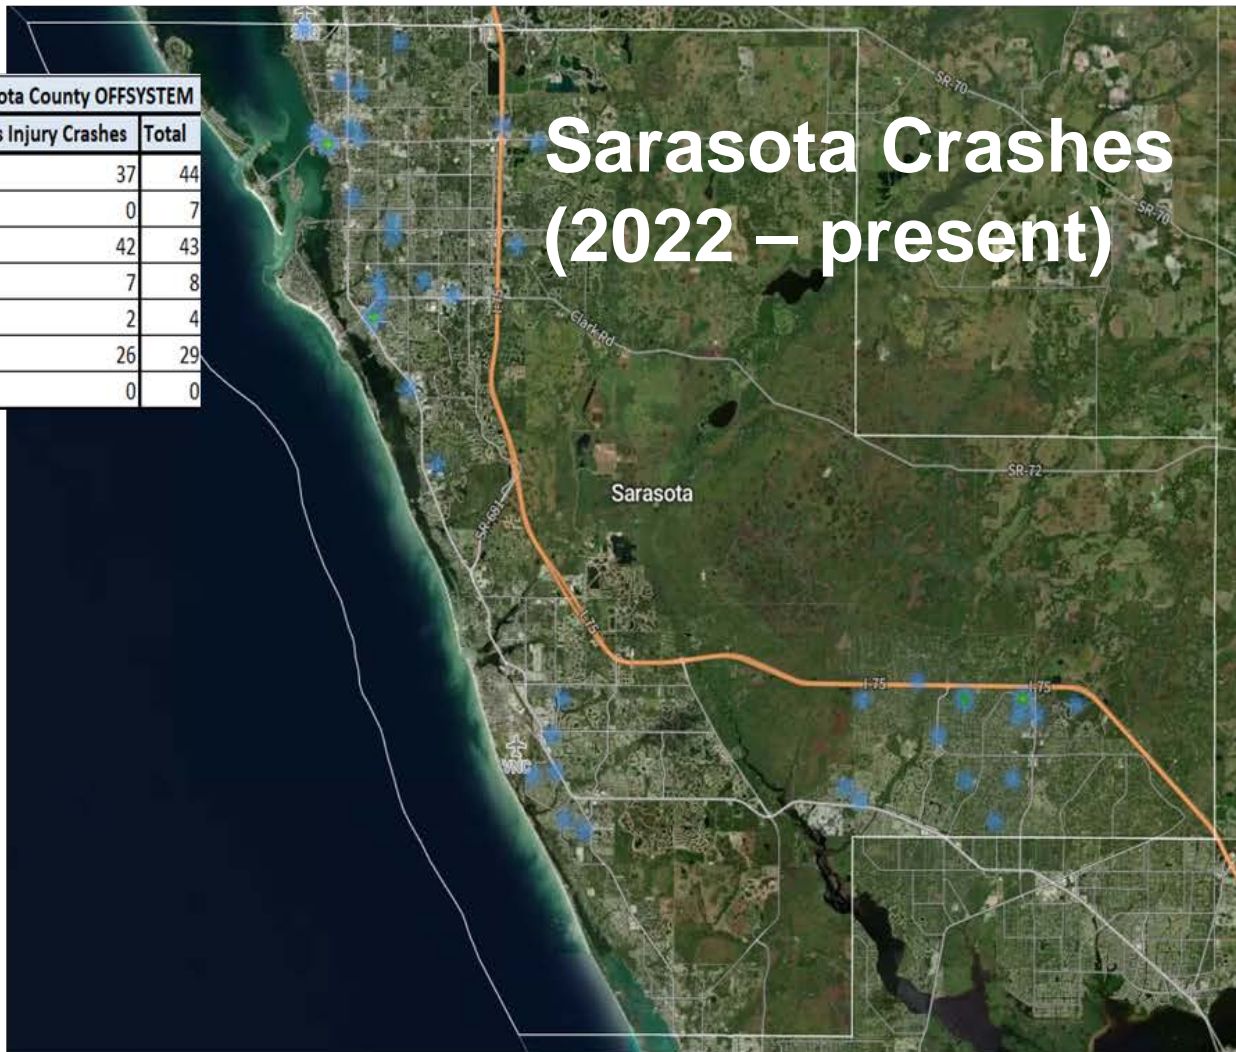 ota County OFFSYSTEM
s Injury Crashes Total
37 44
0 7
42 43
7 8
2 4
26 29
0 0
Sarasota Crashes
(2022 – present)
SR-70
SR-70
I-75
Clark Rd
SR-72
Sarasota
SR-681
I-75
I-75
I-75
VNC